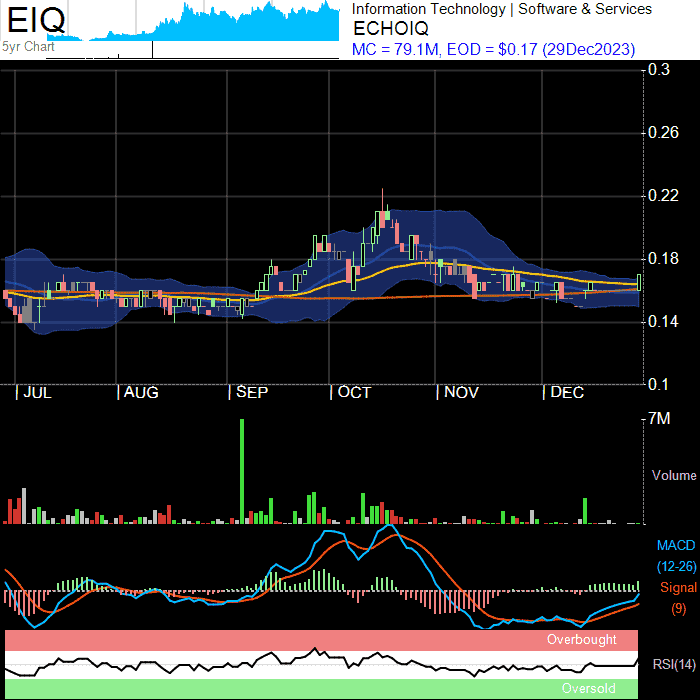 EIQ
5yr Chart
Information Technology | Software & Services
ECHOIQ
MC = 79.1M, EOD = $0.17 (29Dec2023)
0.3
0.26
0.22
0.18
0.14
0.1
JUL AUG SEP OCT NOV DEC
7M
Volume
MACD
(12-26)
Signal
(9)
Overbought
RSI(14)
Oversold